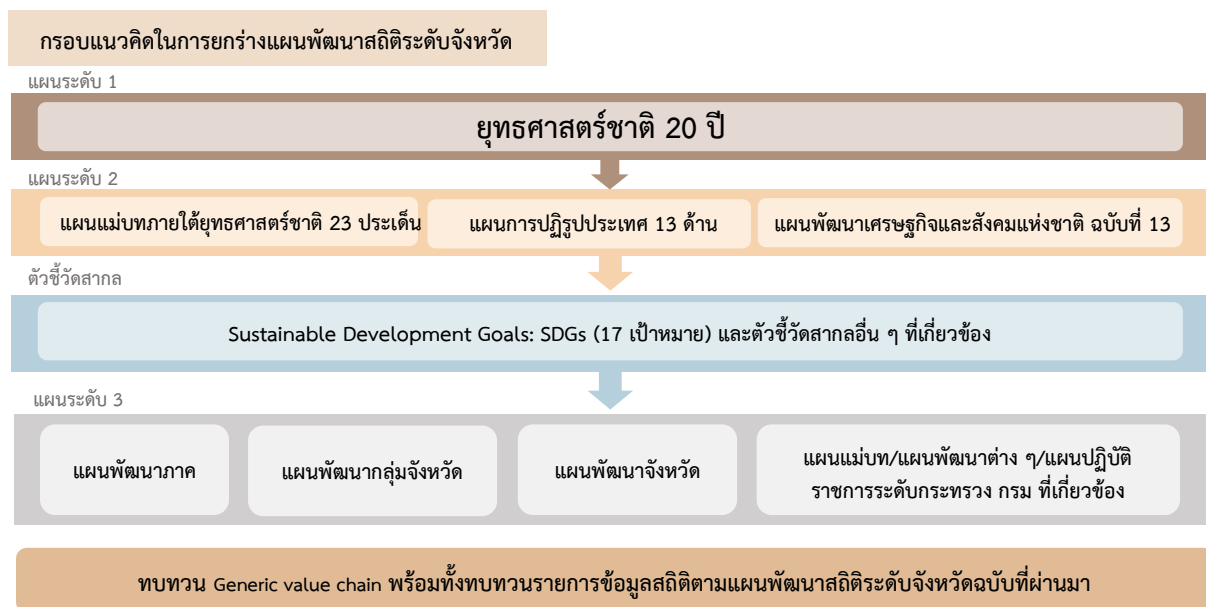 กรอบแนวคิดในการยกร่างแผนพัฒนาสถิติระดับจังหวัด
แผนระดับ 1
ยุทธศาสตร์ชาติ 20 ปี
แผนระดับ 2
แผนแม่บทภายใต้ยุทธศาสตร์ชาติ 23 ประเด็น
แผนการปฏิรูปประเทศ 13 ด้าน
แผนพัฒนาเศรษฐกิจและสังคมแห่งชาติ ฉบับที่ 13
ตัวชี้วัดสากล
Sustainable Development Goals: SDGs (17 เป้าหมาย) และตัวชี้วัดสากลอื่น ๆ ที่เกี่ยวข้อง
แผนระดับ 3
แผนพัฒนาภาค
แผนพัฒนากลุ่มจังหวัด
แผนพัฒนาจังหวัด
แผนแม่บท/แผนพัฒนาต่าง ๆ/แผนปฏิบัติ
ราชการระดับกระทรวง กรม ที่เกี่ยวข้อง
ทบทวน Generic value chain พร้อมทั้งทบทวนรายการข้อมูลสถิติตามแผนพัฒนาสถิติระดับจังหวัดฉบับที่ผ่านมา